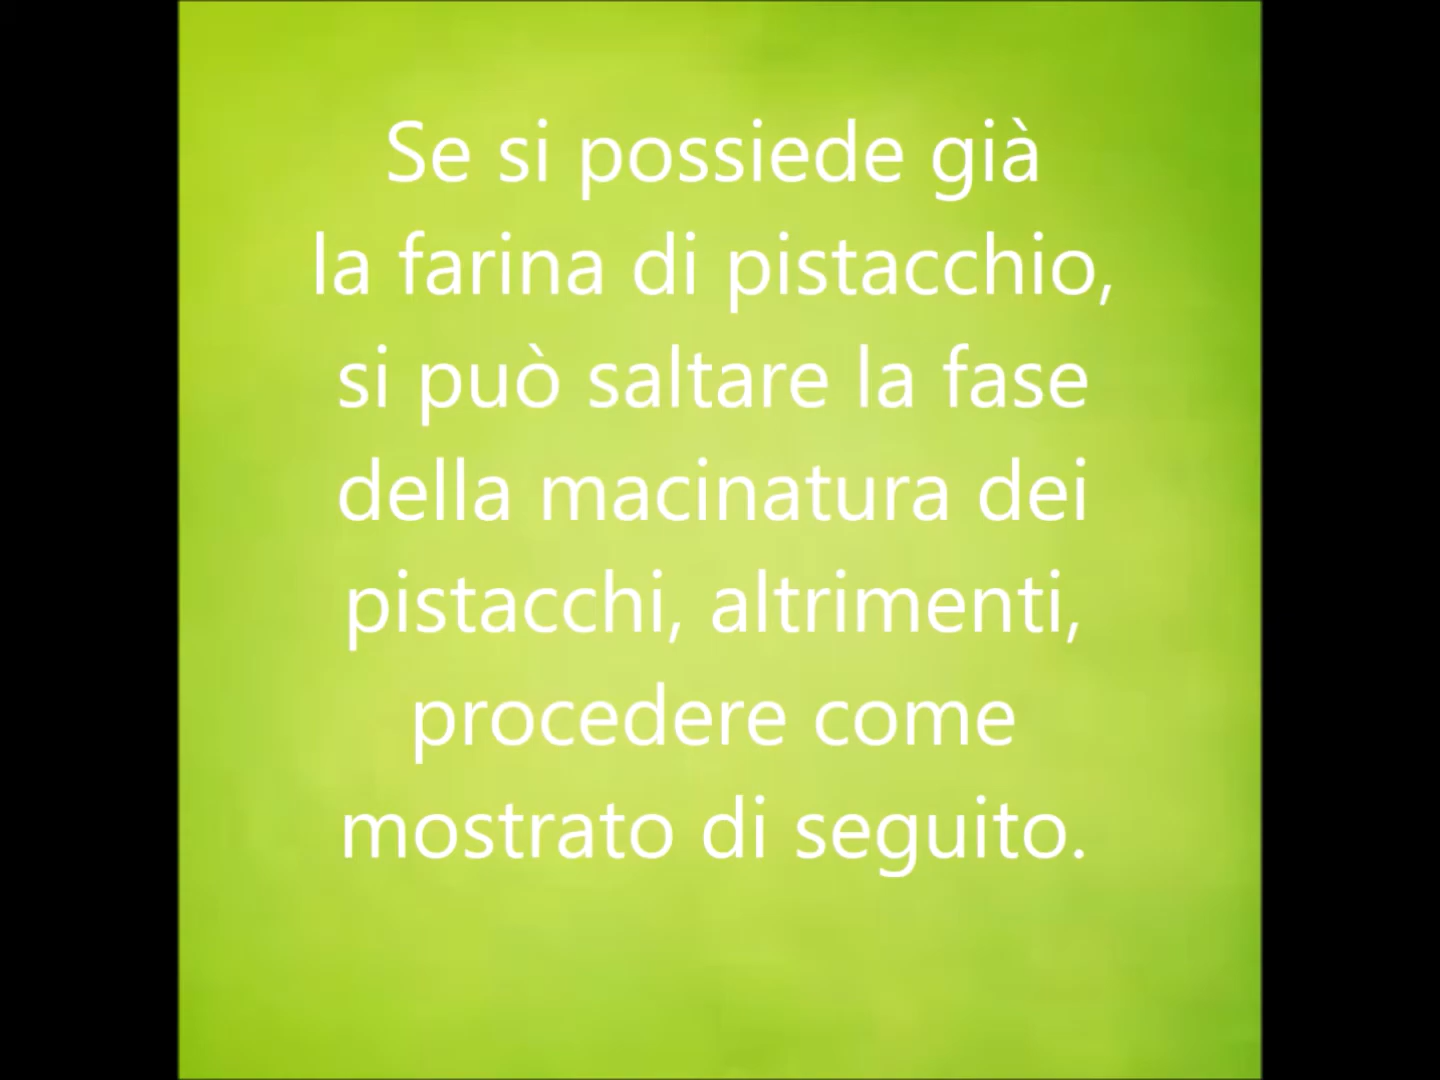 Se si possiede già
la farina di pistacchio,
si può saltare la fase
della macinatura dei
pistacchi, altrimenti,
procedere come
mostrato di seguito.